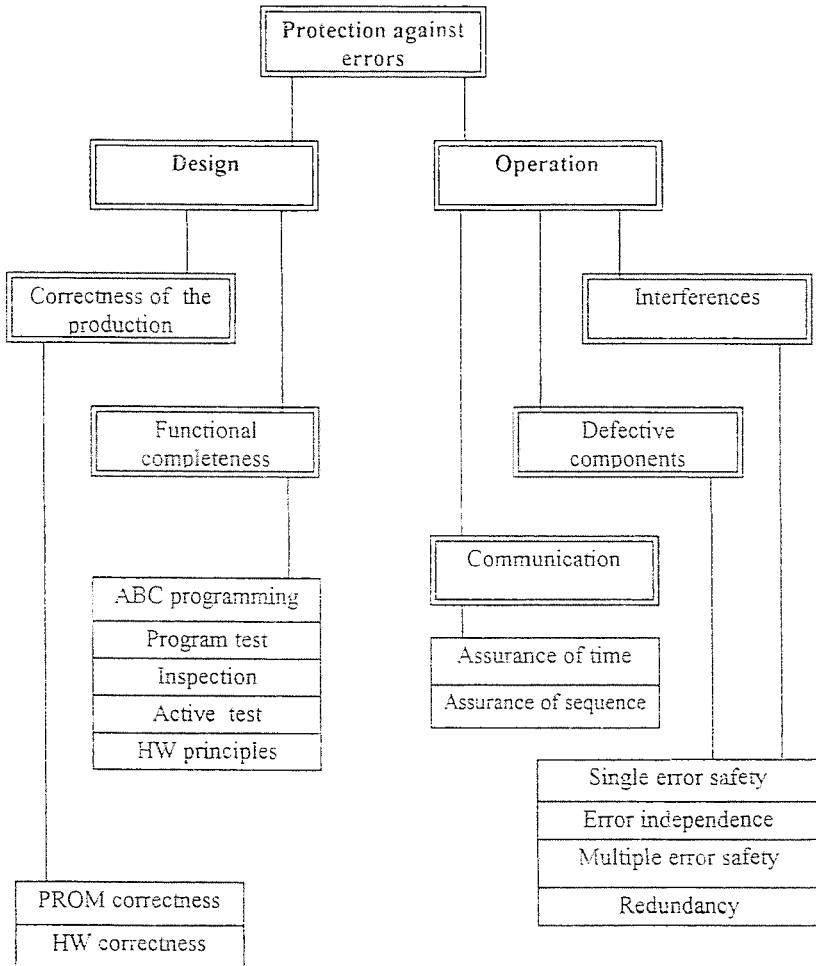 Protection against
errors
Design
Operation
Correctness of the
production
Interferences
Functional
completeness
Defective
components
Communication
ABC programming
Program test
Inspection
Active test
HW principles
Assurance of time
Assurance of sequence
Single error safety
Error independence
Multiple error safety
Redundancy
PROM correctness
HW correctness